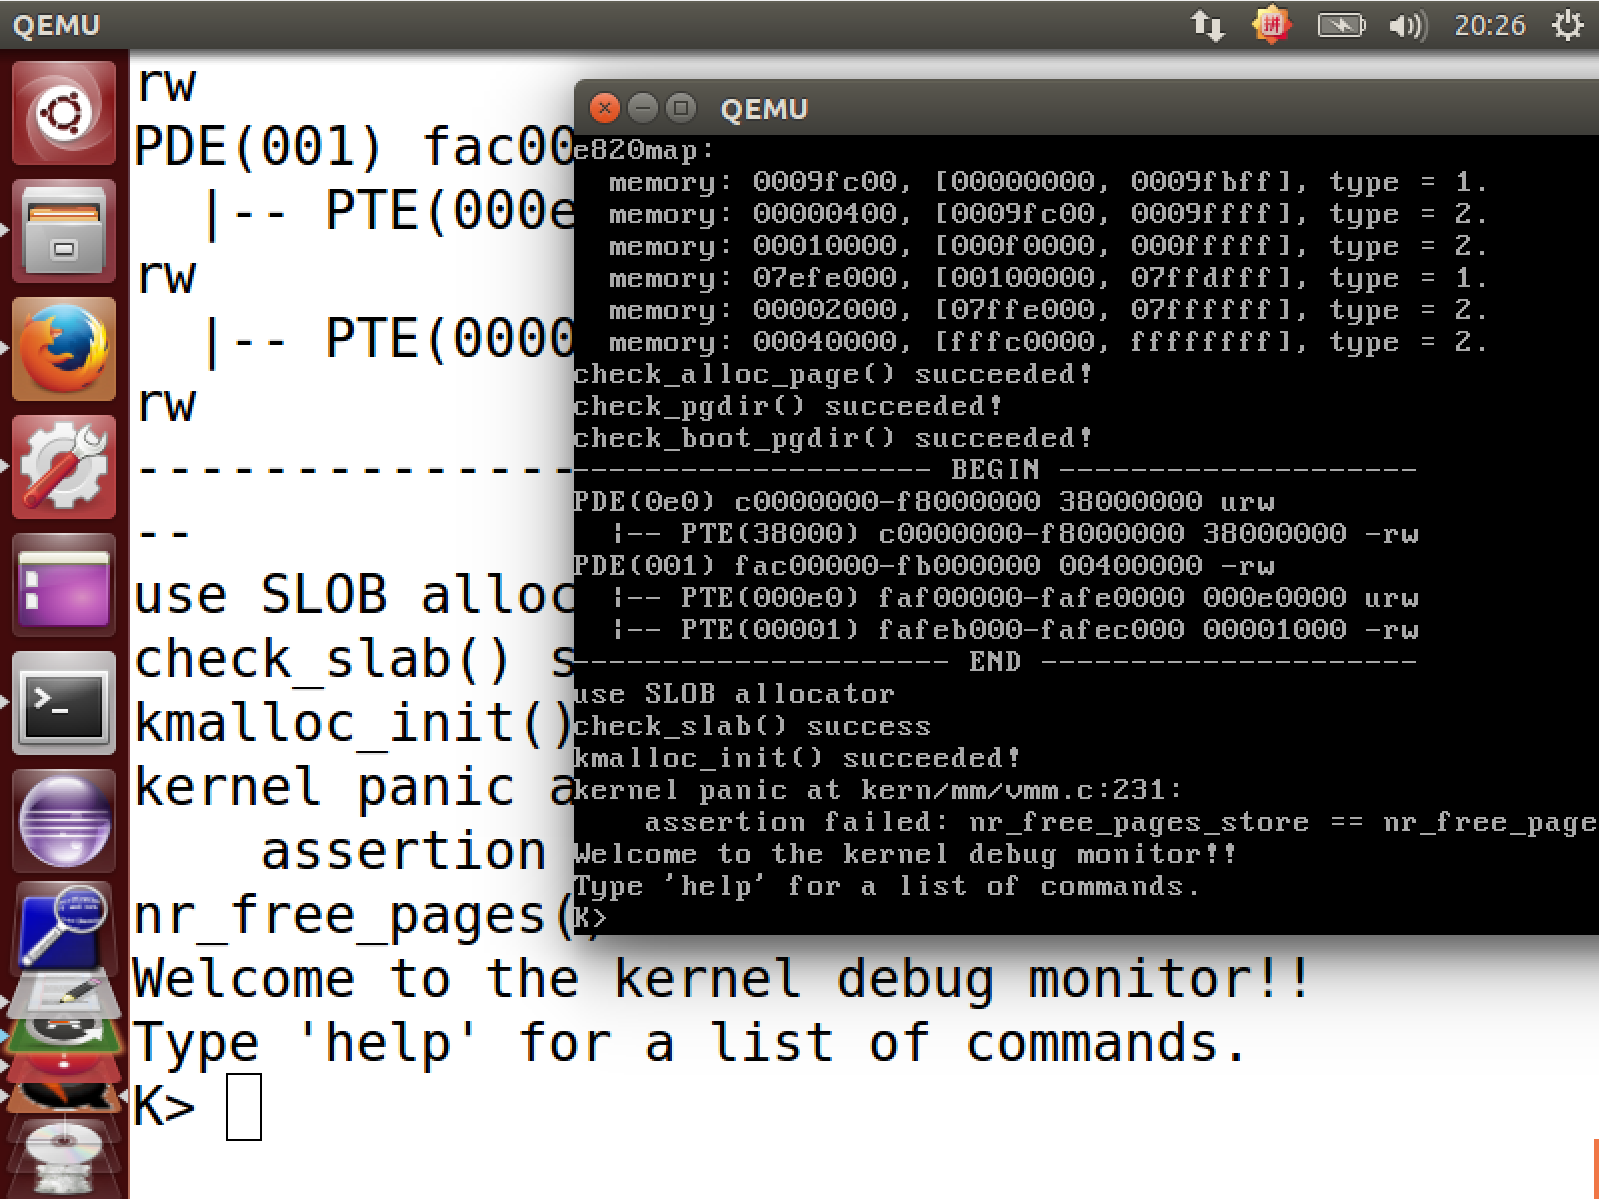 QEMU
拼
20:26
rw
PDE(001) fac00
|-- PTE(000e
rw
|-- PTE(0000
rw
--------------
--
use SLOB alloc
check_slab() s
kmalloc_init()
kernel panic a
assertion
nr_free_pages(
Welcome to the kernel debug monitor!!
Type 'help' for a list of commands.
K>
QEMU
e820map:
memory: 0009fc00, [00000000, 0009fbff], type = 1.
memory: 00000400, [0009fc00, 0009ffff], type = 2.
memory: 00010000, [000f0000, 000fffff], type = 2.
memory: 07efe000, [00100000, 07ffdfff], type = 1.
memory: 00002000, [07ffe000, 07ffffff], type = 2.
memory: 00040000, [fffc0000, ffffffff], type = 2.
check_alloc_page() succeeded!
check_pgdir() succeeded!
check_boot_pgdir() succeeded!
-------------------- BEGIN --------------------
PDE(0e0) c0000000-f8000000 38000000 urw
|-- PTE(38000) c0000000-f8000000 38000000 -rw
PDE(001) fac00000-fb000000 00400000 -rw
|-- PTE(000e0) faf00000-fafe0000 000e0000 urw
|-- PTE(00001) fafeb000-fafec000 00001000 -rw
--------------------- END ---------------------
use SLOB allocator
check_slab() success
kmalloc_init() succeeded!
kernel panic at kern/mm/vmm.c:231:
assertion failed: nr_free_pages_store == nr_free_page
Welcome to the kernel debug monitor!!
Type 'help' for a list of commands.
K>